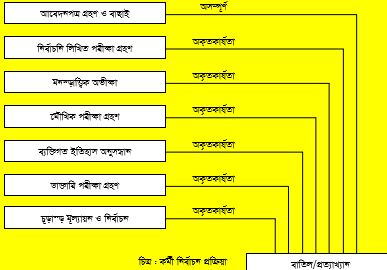 আবেদনপত্র গ্রহণ ও বাছাই
অসম্পূর্ণ
নির্বাচনি লিখিত পরীক্ষা গ্রহণ
অকৃতকার্যতা
মনস্তাত্ত্বিক অভীক্ষা
অকৃতকার্যতা
মৌখিক পরীক্ষা গ্রহণ
অকৃতকার্যতা
ব্যক্তিগত ইতিহাস অনুসন্ধান
অকৃতকার্যতা
ডাক্তারি পরীক্ষা গ্রহণ
অকৃতকার্যতা
চূড়ান্ত মূল্যায়ন ও নির্বাচন
অকৃতকার্যতা
চিত্র : কর্মী নির্বাচন প্রক্রিয়া
বাতিল/প্রত্যাখ্যান